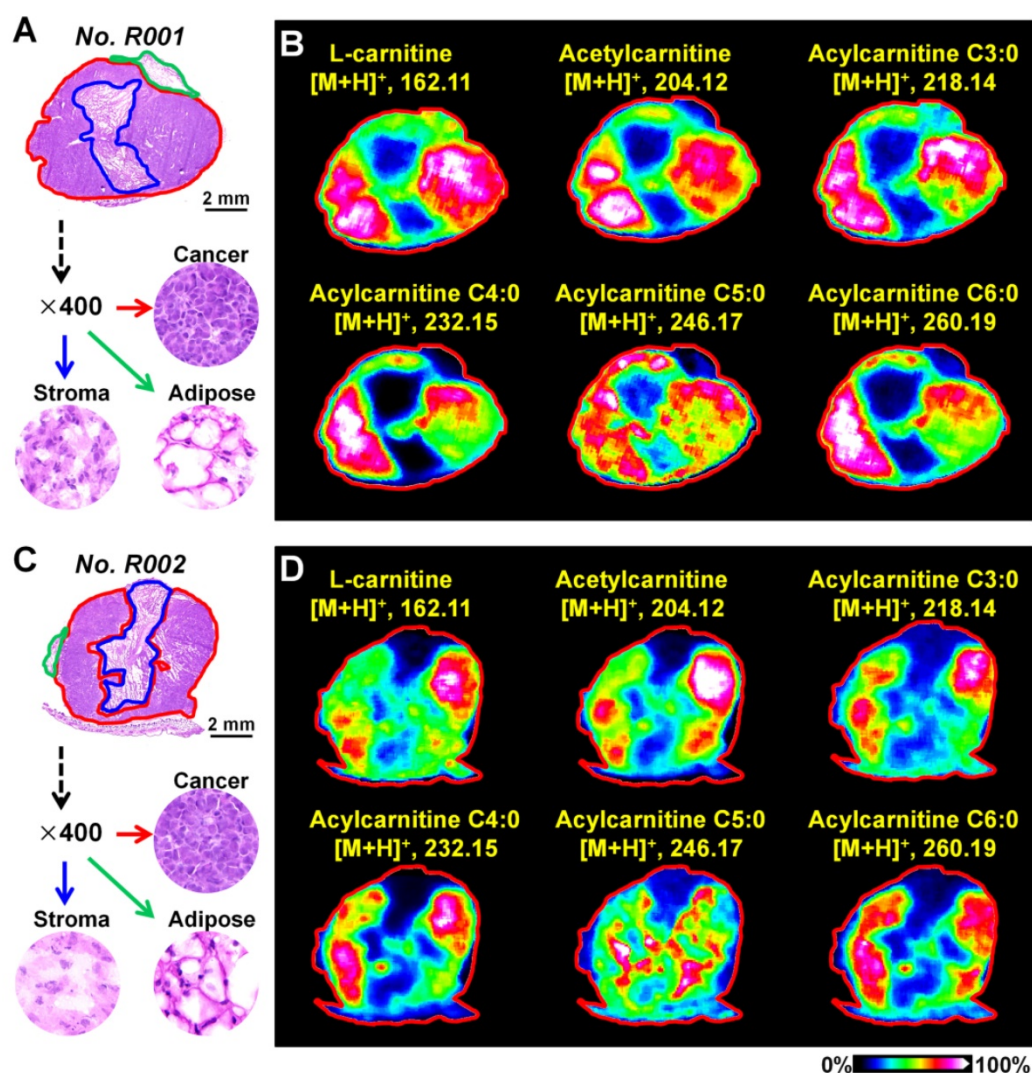 A
No. R001
2 mm
×400
Cancer
Stroma
Adipose
B
L-carnitine
[M+H]⁺, 162.11
Acetylcarnitine
[M+H]⁺, 204.12
Acylcarnitine C3:0
[M+H]⁺, 218.14
Acylcarnitine C4:0
[M+H]⁺, 232.15
Acylcarnitine C5:0
[M+H]⁺, 246.17
Acylcarnitine C6:0
[M+H]⁺, 260.19
C
No. R002
2 mm
×400
Cancer
Stroma
Adipose
D
L-carnitine
[M+H]⁺, 162.11
Acetylcarnitine
[M+H]⁺, 204.12
Acylcarnitine C3:0
[M+H]⁺, 218.14
Acylcarnitine C4:0
[M+H]⁺, 232.15
Acylcarnitine C5:0
[M+H]⁺, 246.17
Acylcarnitine C6:0
[M+H]⁺, 260.19
0% 100%